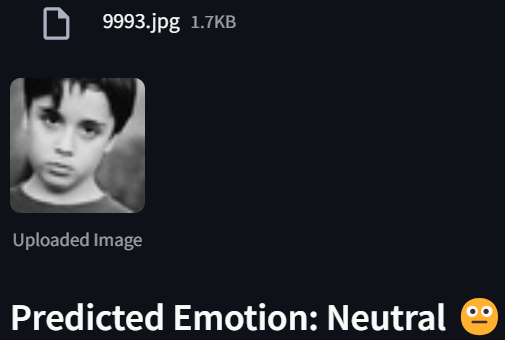 9993.jpg 1.7KB
Uploaded Image
Predicted Emotion: Neutral 😐